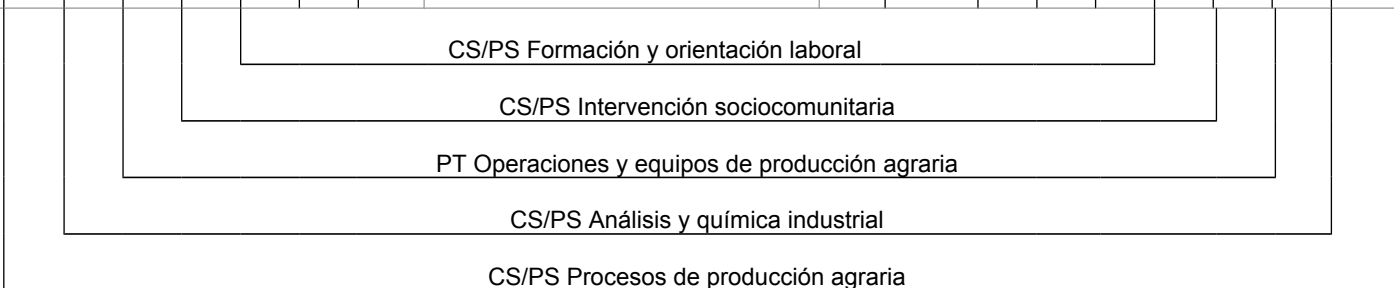 CS/PS Formación y orientación laboral
CS/PS Intervención sociocomunitaria
PT Operaciones y equipos de producción agraria
CS/PS Análisis y química industrial
CS/PS Procesos de producción agraria